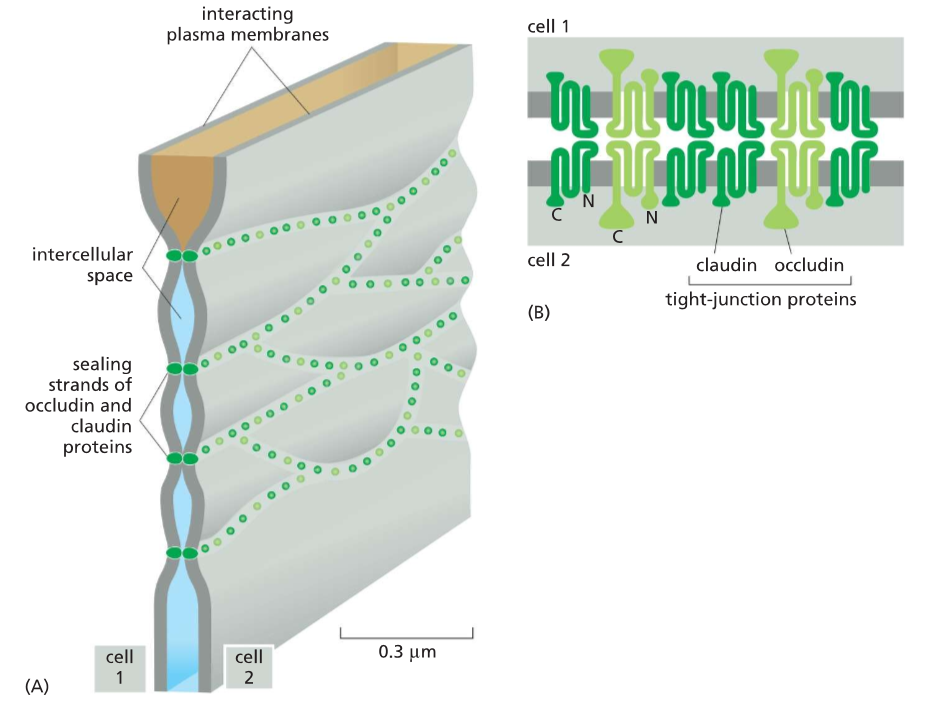 interacting
plasma membranes
intercellular
space
sealing
strands of
occludin and
claudin
proteins
cell
1
cell
2
0.3 µm
(A)
cell 1
C
N
C
N
cell 2
claudin
occludin
tight-junction proteins
(B)